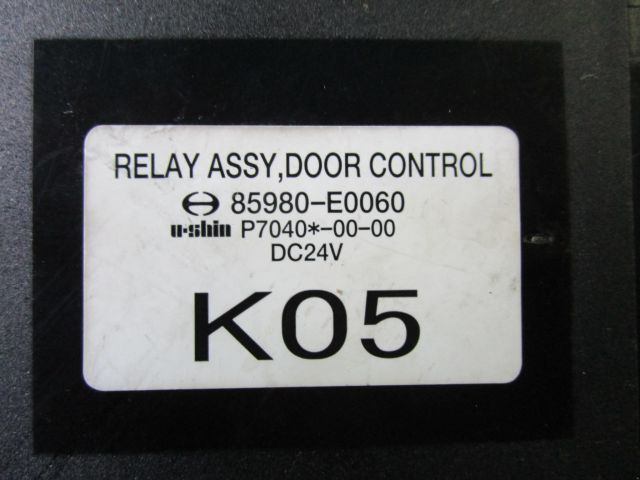 RELAY ASSY,DOOR CONTROL
85980-E0060
u-shin P7040*-00-00
DC24V
K05